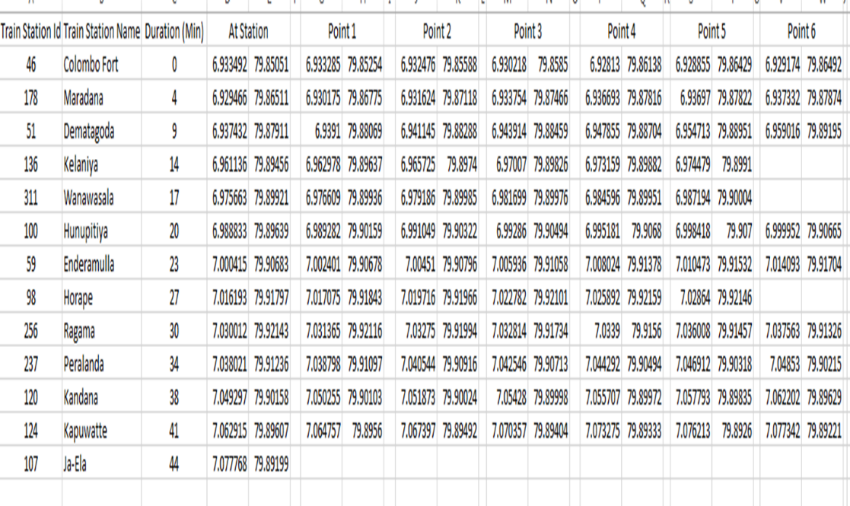 Train Station Id Train Station Name Duration (Min) At Station Point 1 Point 2 Point 3 Point 4 Point 5 Point 6
46 Colombo Fort 0 6.933492 79.85051 6.933285 79.85254 6.932476 79.85588 6.930218 79.8585 6.92813 79.86138 6.928855 79.86429 6.929174 79.86492
178 Maradana 4 6.929466 79.86511 6.930175 79.86775 6.931624 79.87118 6.933754 79.87466 6.936693 79.87816 6.93697 79.87822 6.937332 79.87874
51 Dematagoda 9 6.937432 79.87911 6.9391 79.88069 6.941145 79.88288 6.943914 79.88459 6.947855 79.88704 6.954713 79.88951 6.959016 79.89195
136 Kelaniya 14 6.961136 79.89456 6.962978 79.89637 6.965725 79.8974 6.97007 79.89826 6.973159 79.89882 6.974479 79.8991
311 Wanawasala 17 6.975663 79.89921 6.976609 79.89936 6.979186 79.89985 6.981699 79.89976 6.984596 79.89951 6.987194 79.90004
100 Hunupitiya 20 6.988833 79.89639 6.989282 79.90159 6.991049 79.90322 6.99286 79.90494 6.995181 79.9068 6.998418 79.907 6.999952 79.90665
59 Enderamulla 23 7.000415 79.90683 7.002401 79.90678 7.00451 79.90796 7.005936 79.91058 7.008024 79.91378 7.010473 79.91532 7.014093 79.91704
98 Horape 27 7.016193 79.91797 7.017075 79.91843 7.019716 79.91966 7.022782 79.92101 7.025892 79.92159 7.02864 79.92146
256 Ragama 30 7.030012 79.92143 7.031365 79.92116 7.03275 79.91994 7.032814 79.91734 7.0339 79.9156 7.036008 79.91457 7.037563 79.91326
237 Peralanda 34 7.038021 79.91236 7.038798 79.91097 7.040544 79.90916 7.042546 79.90713 7.044292 79.90494 7.046912 79.90318 7.04853 79.90215
120 Kandana 38 7.049297 79.90158 7.050255 79.90103 7.051873 79.90024 7.05428 79.89998 7.055707 79.89972 7.057793 79.89835 7.062202 79.89629
124 Kapuwatte 41 7.062915 79.89607 7.064757 79.8956 7.067397 79.89492 7.070357 79.89404 7.073275 79.89333 7.076213 79.8926 7.077342 79.89221
107 Ja-Ela 44 7.077768 79.89199